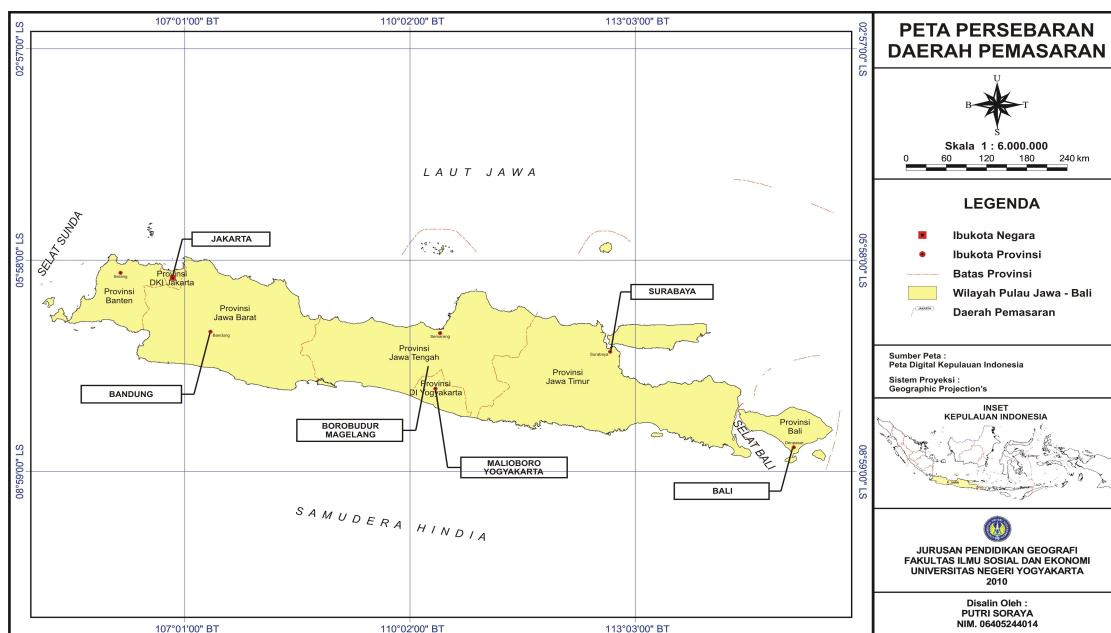 107°01'00" BT
110°02'00" BT
113°03'00" BT
02°57'00" LS
02°57'00" LS
LAUT JAWA
SELAT SUNDA
JAKARTA
05°58'00" LS
05°58'00" LS
Serang
Provinsi
DKI Jakarta
Provinsi
Banten
Provinsi
Jawa Barat
Bandung
SURABAYA
Semarang
Provinsi
Jawa Tengah
Surabaya
Provinsi
Jawa Timur
Provinsi
DI Yogyakarta
BANDUNG
BOROBUDUR
MAGELANG
MALIOBORO
YOGYAKARTA
SELAT BALI
Provinsi
Bali
Denpasar
BALI
08°59'00" LS
08°59'00" LS
SAMUDERA HINDIA
107°01'00" BT
110°02'00" BT
113°03'00" BT
PETA PERSEBARAN
DAERAH PEMASARAN
U
B
T
S
Skala 1 : 6.000.000
0 60 120 180 240 km
LEGENDA
Ibukota Negara
Ibukota Provinsi
Batas Provinsi
Wilayah Pulau Jawa - Bali
JAKARTA
Daerah Pemasaran
Sumber Peta :
Peta Digital Kepulauan Indonesia
Sistem Proyeksi :
Geographic Projection's
INSET
KEPULAUAN INDONESIA
JURUSAN PENDIDIKAN GEOGRAFI
FAKULTAS ILMU SOSIAL DAN EKONOMI
UNIVERSITAS NEGERI YOGYAKARTA
2010
Disalin Oleh :
PUTRI SORAYA
NIM. 06405244014